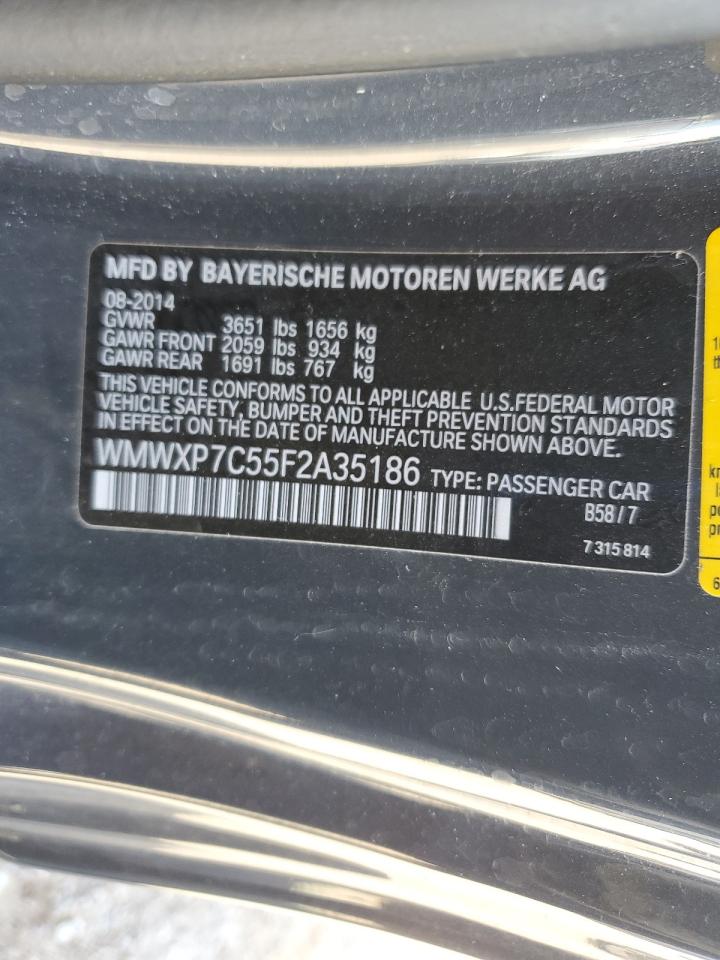 MFD BY BAYERISCHE MOTOREN WERKE AG
08-2014
GVWR 3651 lbs 1656 kg
GAWR FRONT 2059 lbs 934 kg
GAWR REAR 1691 lbs 767 kg
THIS VEHICLE CONFORMS TO ALL APPLICABLE U.S.FEDERAL MOTOR
VEHICLE SAFETY, BUMPER AND THEFT PREVENTION STANDARDS
IN EFFECT ON THE DATE OF MANUFACTURE SHOWN ABOVE.
WMWXP7C55F2A35186 TYPE: PASSENGER CAR
B58/7
7 315 814